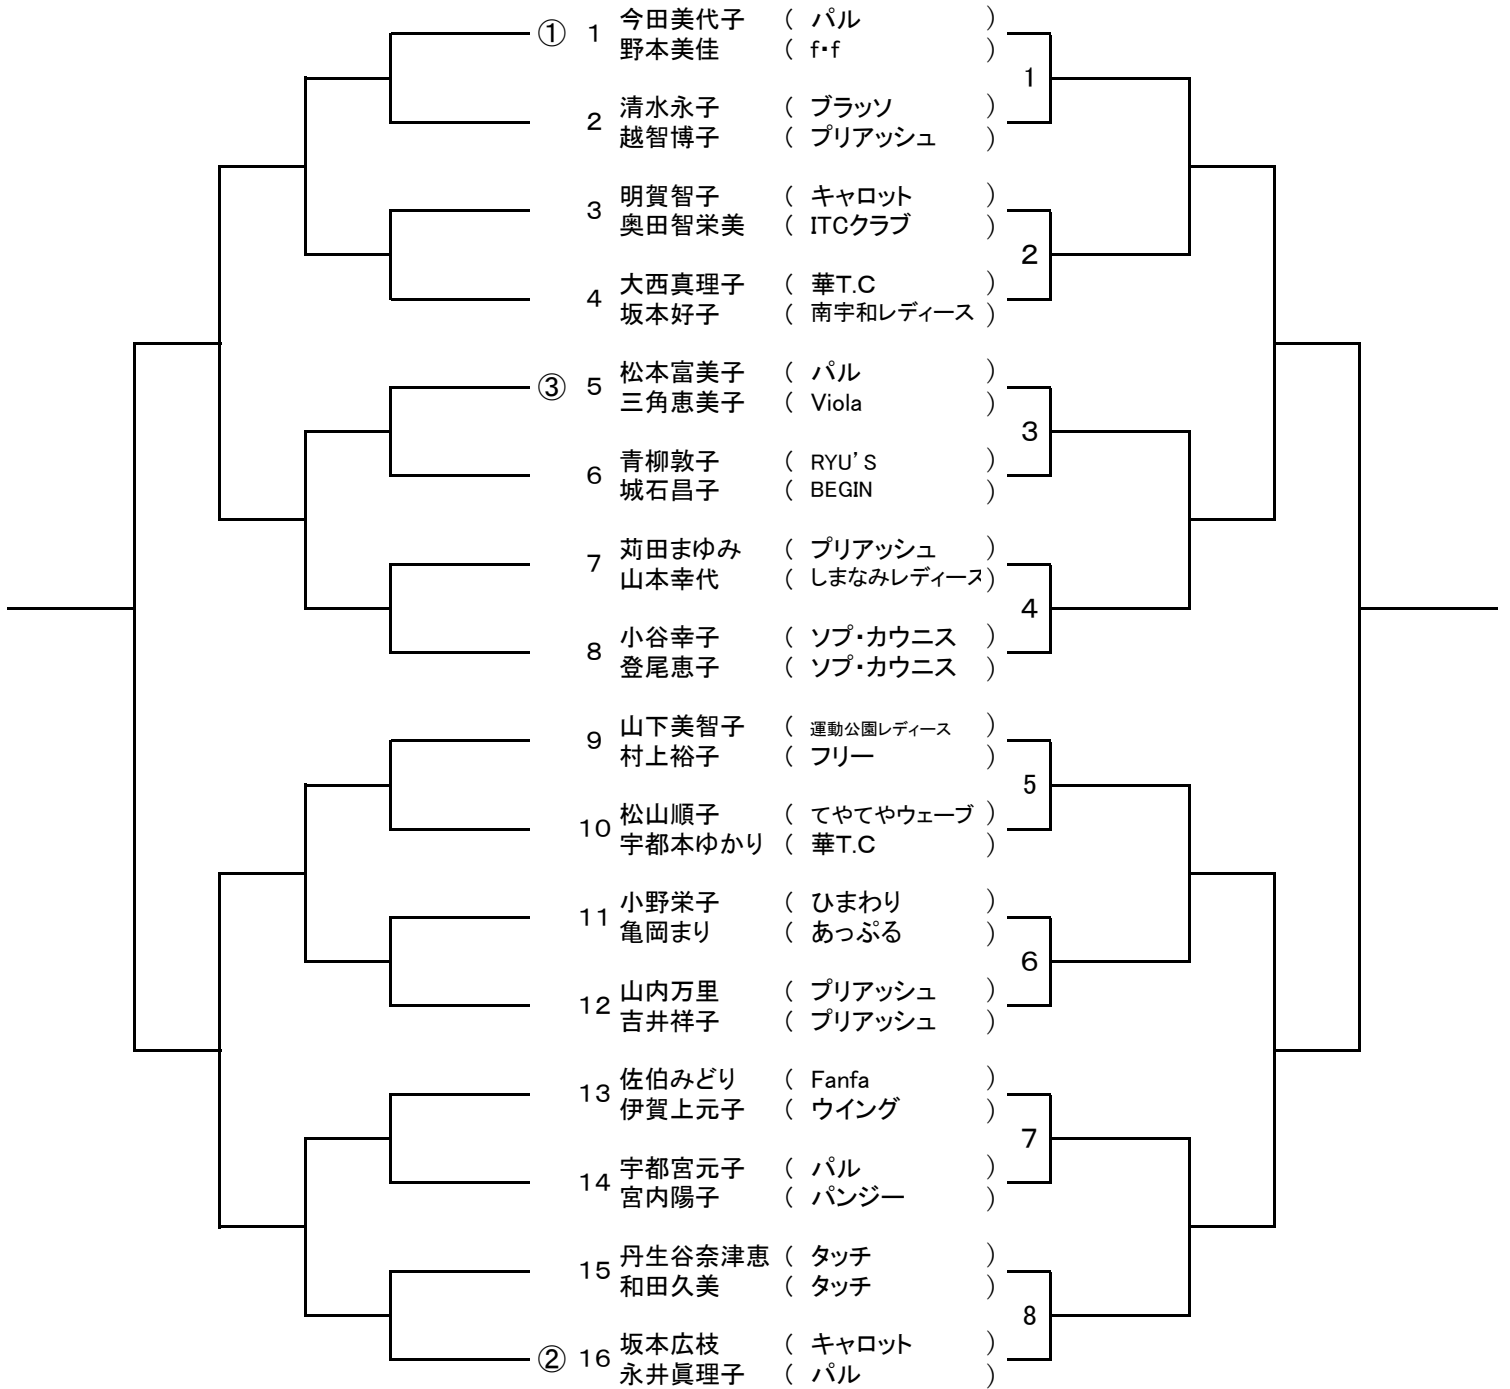 ① 1 今田美代子 ( パル )
野本美佳 ( f・f )
1
2 清水永子 ( ブラッソ )
越智博子 ( プリアッシュ )
3 明賀智子 ( キャロット )
奥田智栄美 ( ITCクラブ )
2
4 大西真理子 ( 華T.C )
坂本好子 ( 南宇和レディース )
③ 5 松本富美子 ( パル )
三角恵美子 ( Viola )
3
6 青柳敦子 ( RYU'S )
城石昌子 ( BEGIN )
7 苅田まゆみ ( プリアッシュ )
山本幸代 ( しまなみレディース )
4
8 小谷幸子 ( ソプ・カウニス )
登尾恵子 ( ソプ・カウニス )
9 山下美智子 ( 運動公園レディース )
村上裕子 ( フリー )
5
10 松山順子 ( てやてやウェーブ )
宇都本ゆかり ( 華T.C )
11 小野栄子 ( ひまわり )
亀岡まり ( あっぷる )
6
12 山内万里 ( プリアッシュ )
吉井祥子 ( プリアッシュ )
13 佐伯みどり ( Fanfa )
伊賀上元子 ( ウイング )
7
14 宇都宮元子 ( パル )
宮内陽子 ( パンジー )
15 丹生谷奈津恵 ( タッチ )
和田久美 ( タッチ )
8
② 16 坂本広枝 ( キャロット )
永井眞理子 ( パル )